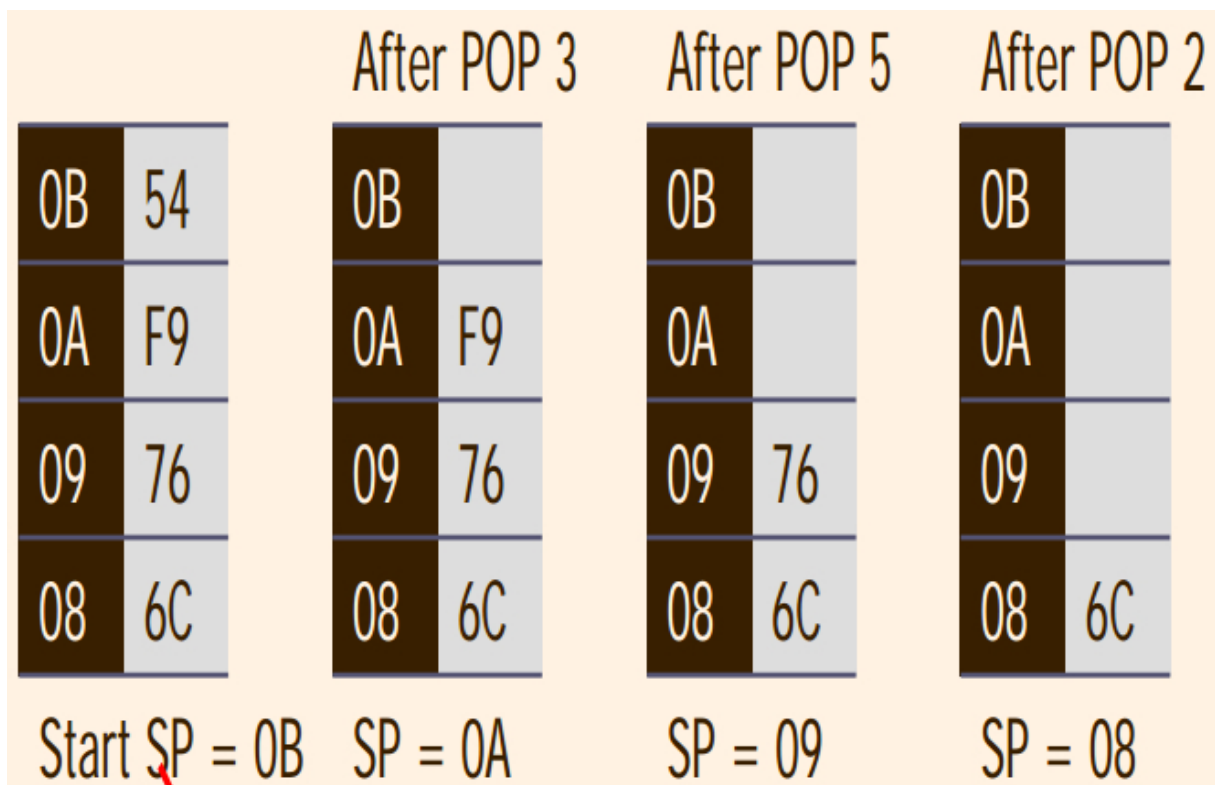 After POP 3 After POP 5 After POP 2
0B 54 0B 0B 0B
0A F9 0A F9 0A 0A
09 76 09 76 09 76 09
08 6C 08 6C 08 6C 08 6C
Start SP = 0B SP = 0A SP = 09 SP = 08